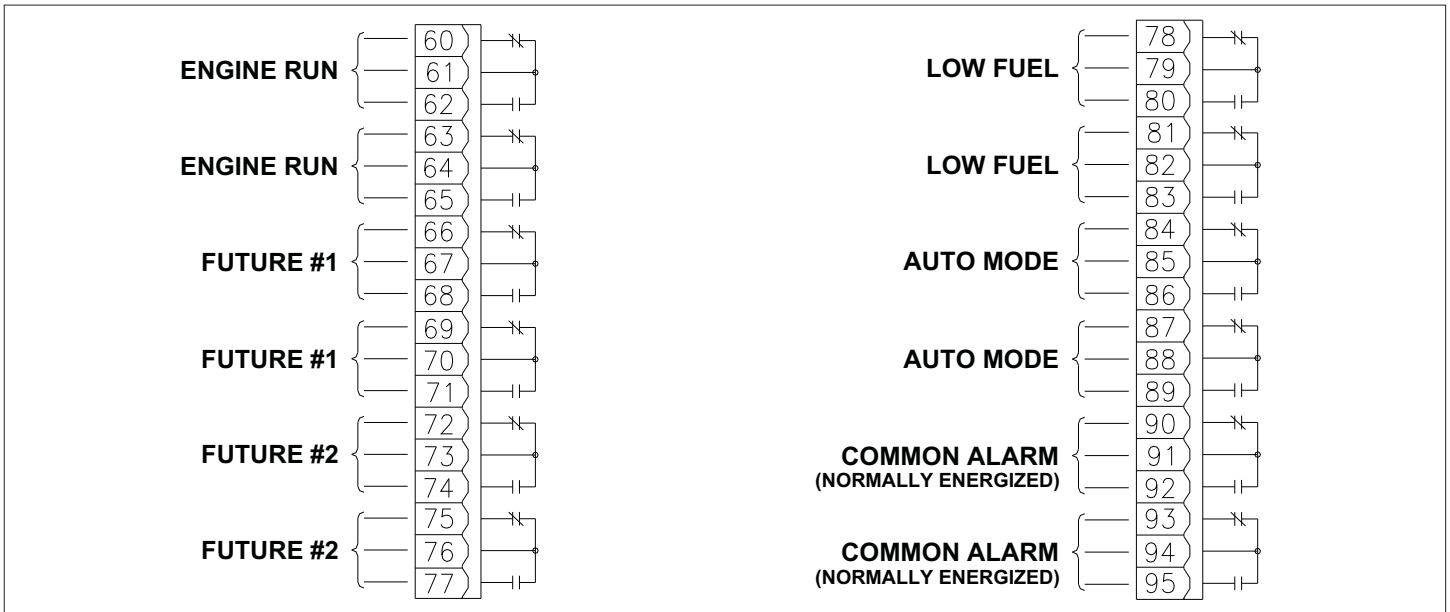 60
ENGINE RUN 61
62
63
ENGINE RUN 64
65
66
FUTURE #1 67
68
69
FUTURE #1 70
71
72
FUTURE #2 73
74
75
FUTURE #2 76
77
78
LOW FUEL 79
80
81
LOW FUEL 82
83
84
AUTO MODE 85
86
87
AUTO MODE 88
89
90
COMMON ALARM 91
(NORMALLY ENERGIZED) 92
93
COMMON ALARM 94
(NORMALLY ENERGIZED) 95